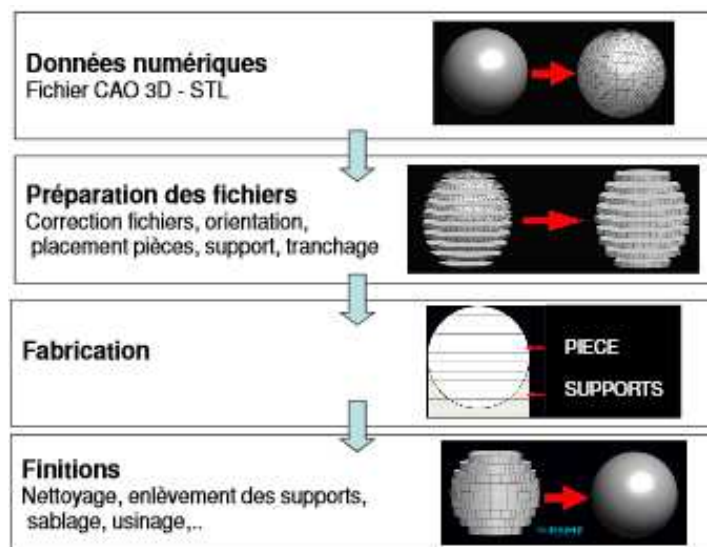 Données numériques
Fichier CAO 3D - STL
Préparation des fichiers
Correction fichiers, orientation,
placement pièces, support, tranchage
Fabrication
PIECE
SUPPORTS
Finitions
Nettoyage, enlèvement des supports,
sablage, usinage,..